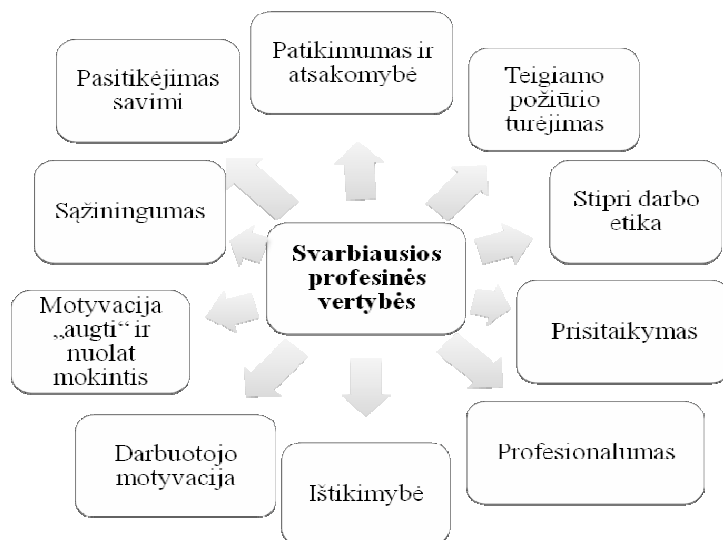 Patikimumas ir
atsakomybė
Teigiamo
požiūrio
turėjimas
Stipri darbo
etika
Prisitaikymas
Profesionalumas
Ištikimybė
Darbuotojo
motyvacija
Motyvacija
„augti“ ir
nuolat
mokintis
Sąžiningumas
Pasitikėjimas
savimi
Svarbiausios
profesinės
vertybės